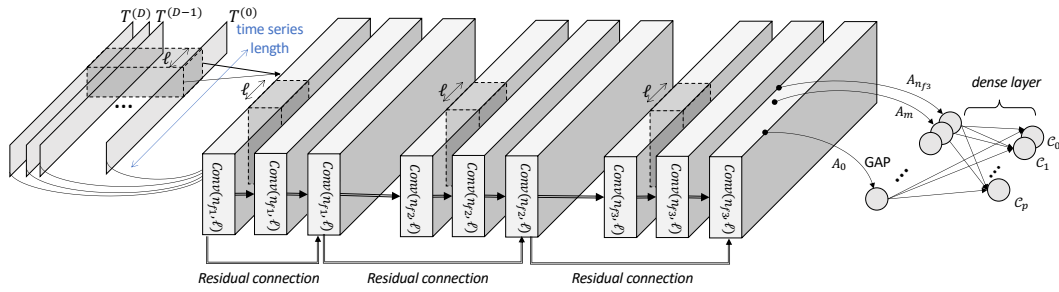 T^{(D)} T^{(D-1)} T^{(0)}
time series
length
ℓ
...
ℓ
ℓ
ℓ
Conv(n_{f1}, ℓ)
Conv(n_{f1}, ℓ)
Conv(n_{f1}, ℓ)
Conv(n_{f2}, ℓ)
Conv(n_{f2}, ℓ)
Conv(n_{f2}, ℓ)
Conv(n_{f3}, ℓ)
Conv(n_{f3}, ℓ)
Conv(n_{f3}, ℓ)
A_{n_{f3}}
A_m
A_0
GAP
...
dense layer
C_0
C_1
...
C_p
Residual connection
Residual connection
Residual connection